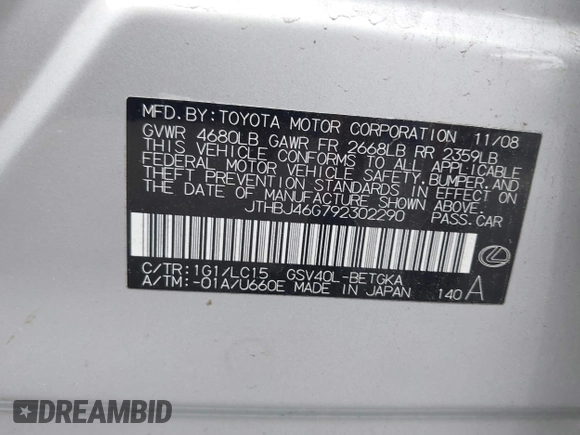 MFD. BY: TOYOTA MOTOR CORPORATION 11/08
GVWR 4680LB GAWR FR 2668LB RR 2359LB
THIS VEHICLE CONFORMS TO ALL APPLICABLE
FEDERAL MOTOR VEHICLE SAFETY, BUMPER, AND
THEFT PREVENTION STANDARDS IN EFFECT ON
THE DATE OF MANUFACTURE SHOWN ABOVE.
JTHBJ46G792302290 PASS. CAR
C/TR: 1G1/LC15 GSV40L-BETGKA
A/TM: -01A/U660E MADE IN JAPAN 140 A
DREAMBID